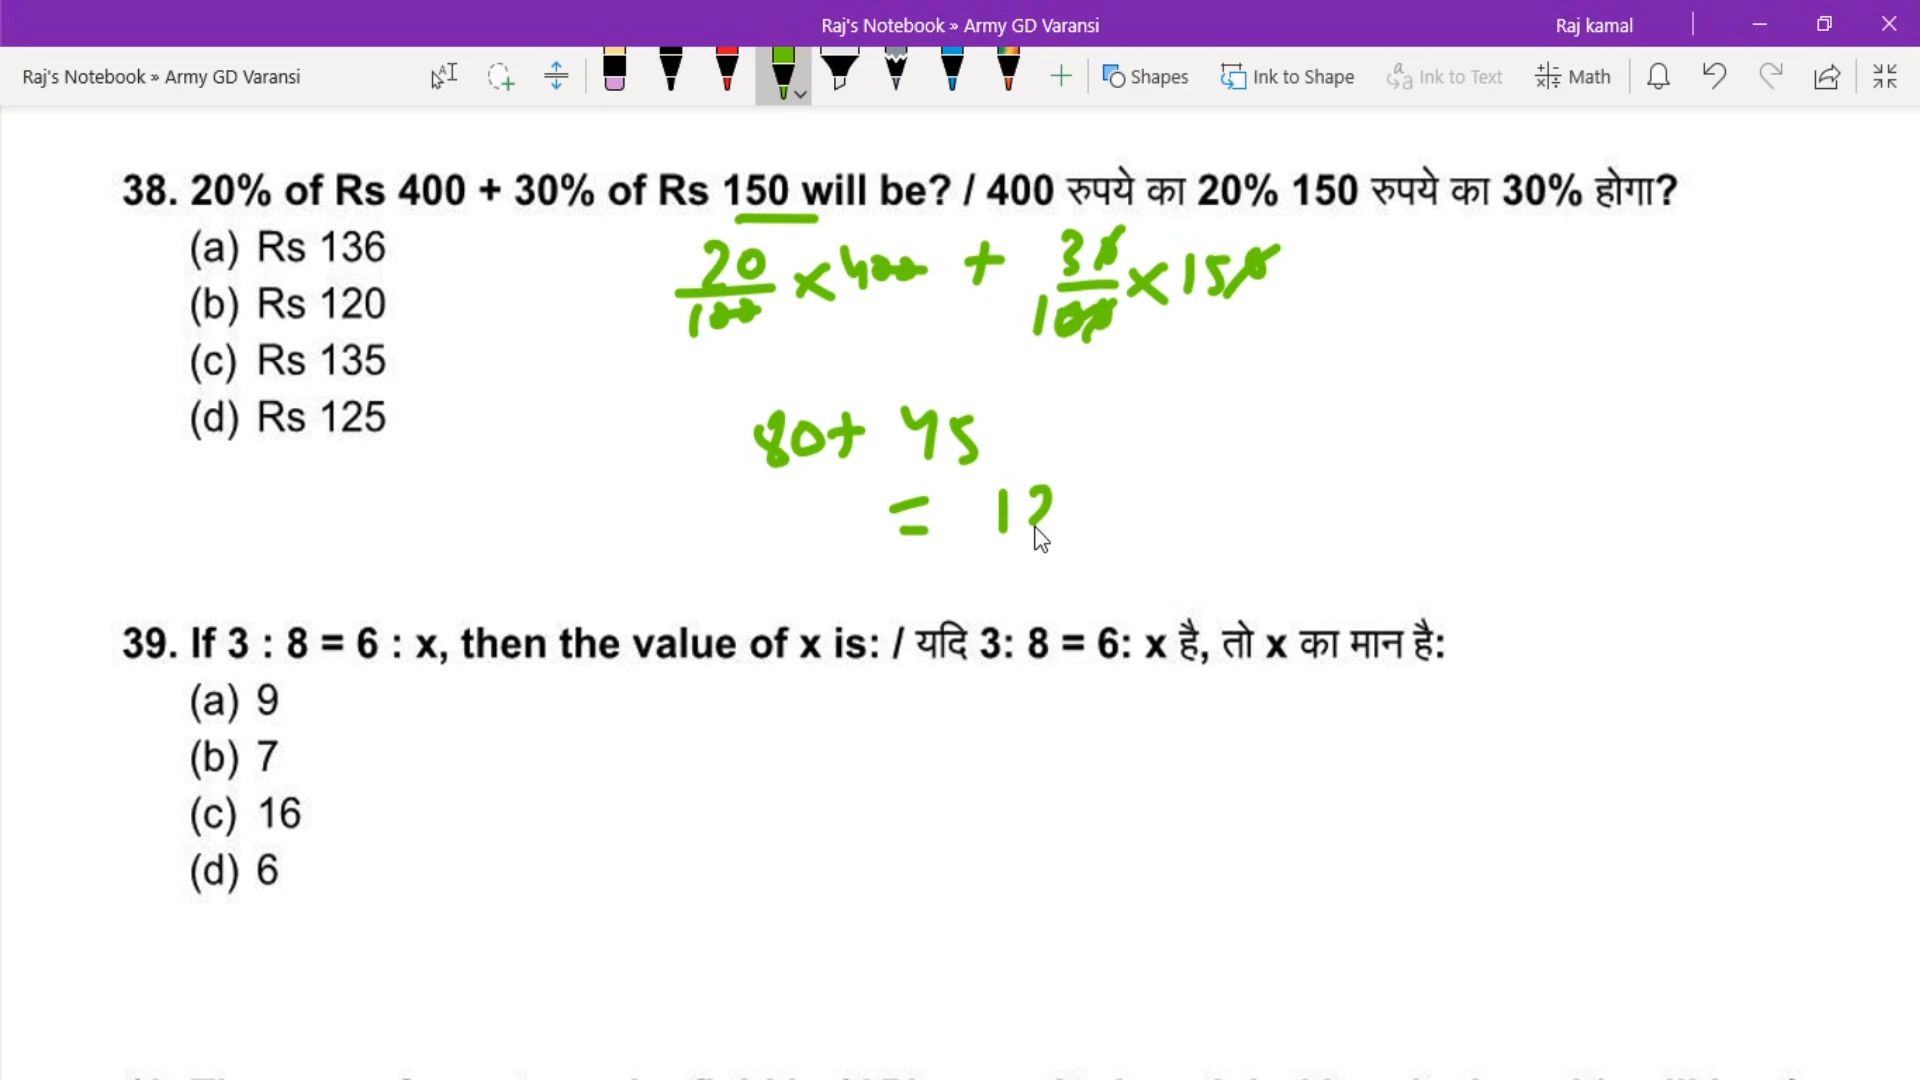 Raj's Notebook » Army GD Varansi
Raj kamal
Raj's Notebook » Army GD Varansi
Shapes
Ink to Shape
Ink to Text
Math
38. 20% of Rs 400 + 30% of Rs 150 will be? / 400 रुपये का 20% 150 रुपये का 30% होगा?
(a) Rs 136
(b) Rs 120
(c) Rs 135
(d) Rs 125
20/100 × 400 + 30/100 × 150
80 + 45
= 12
39. If 3 : 8 = 6 : x, then the value of x is: / यदि 3: 8 = 6: x है, तो x का मान है:
(a) 9
(b) 7
(c) 16
(d) 6